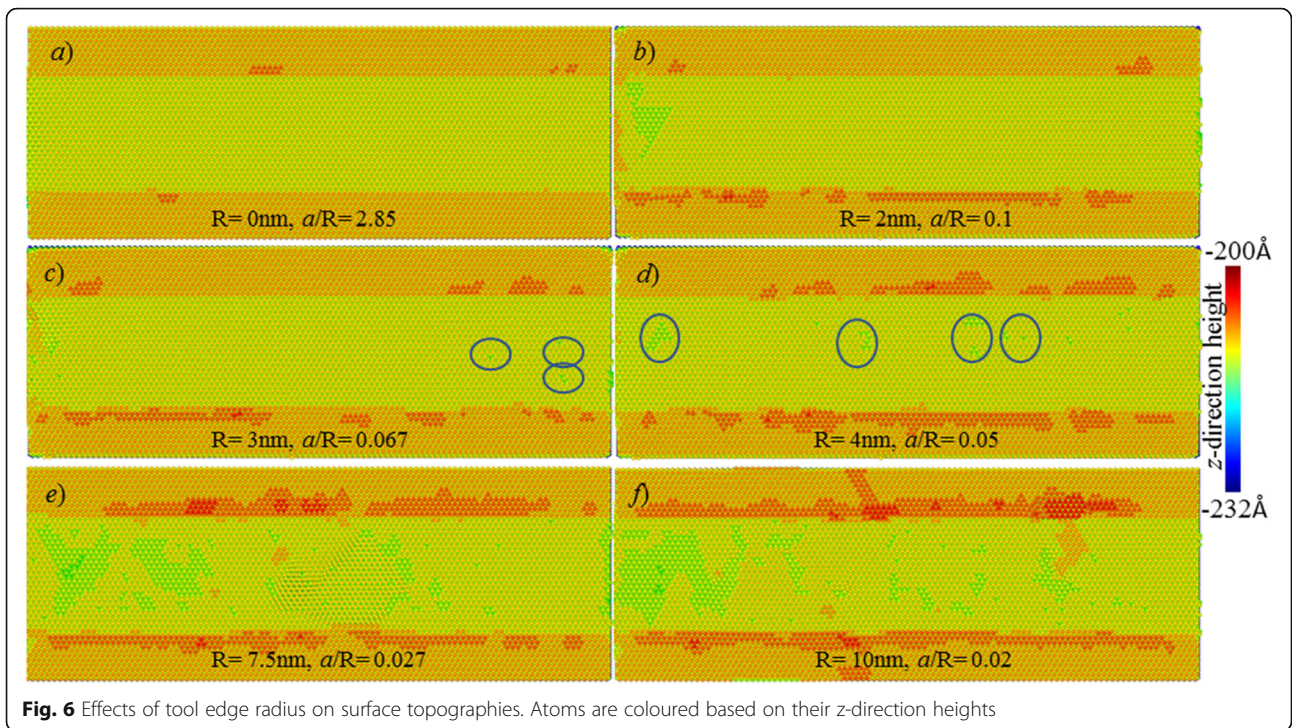 a)
R= 0nm, a/R= 2.85
b)
R= 2nm, a/R= 0.1
c)
R= 3nm, a/R= 0.067
d)
R= 4nm, a/R= 0.05
-200Å
z-direction height
-232Å
e)
R= 7.5nm, a/R= 0.027
f)
R= 10nm, a/R= 0.02
Fig. 6 Effects of tool edge radius on surface topographies. Atoms are coloured based on their z-direction heights